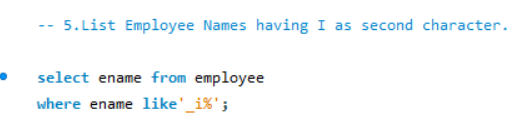 -- 5.List Employee Names having I as second character.
select ename from employee
where ename like'_i%';